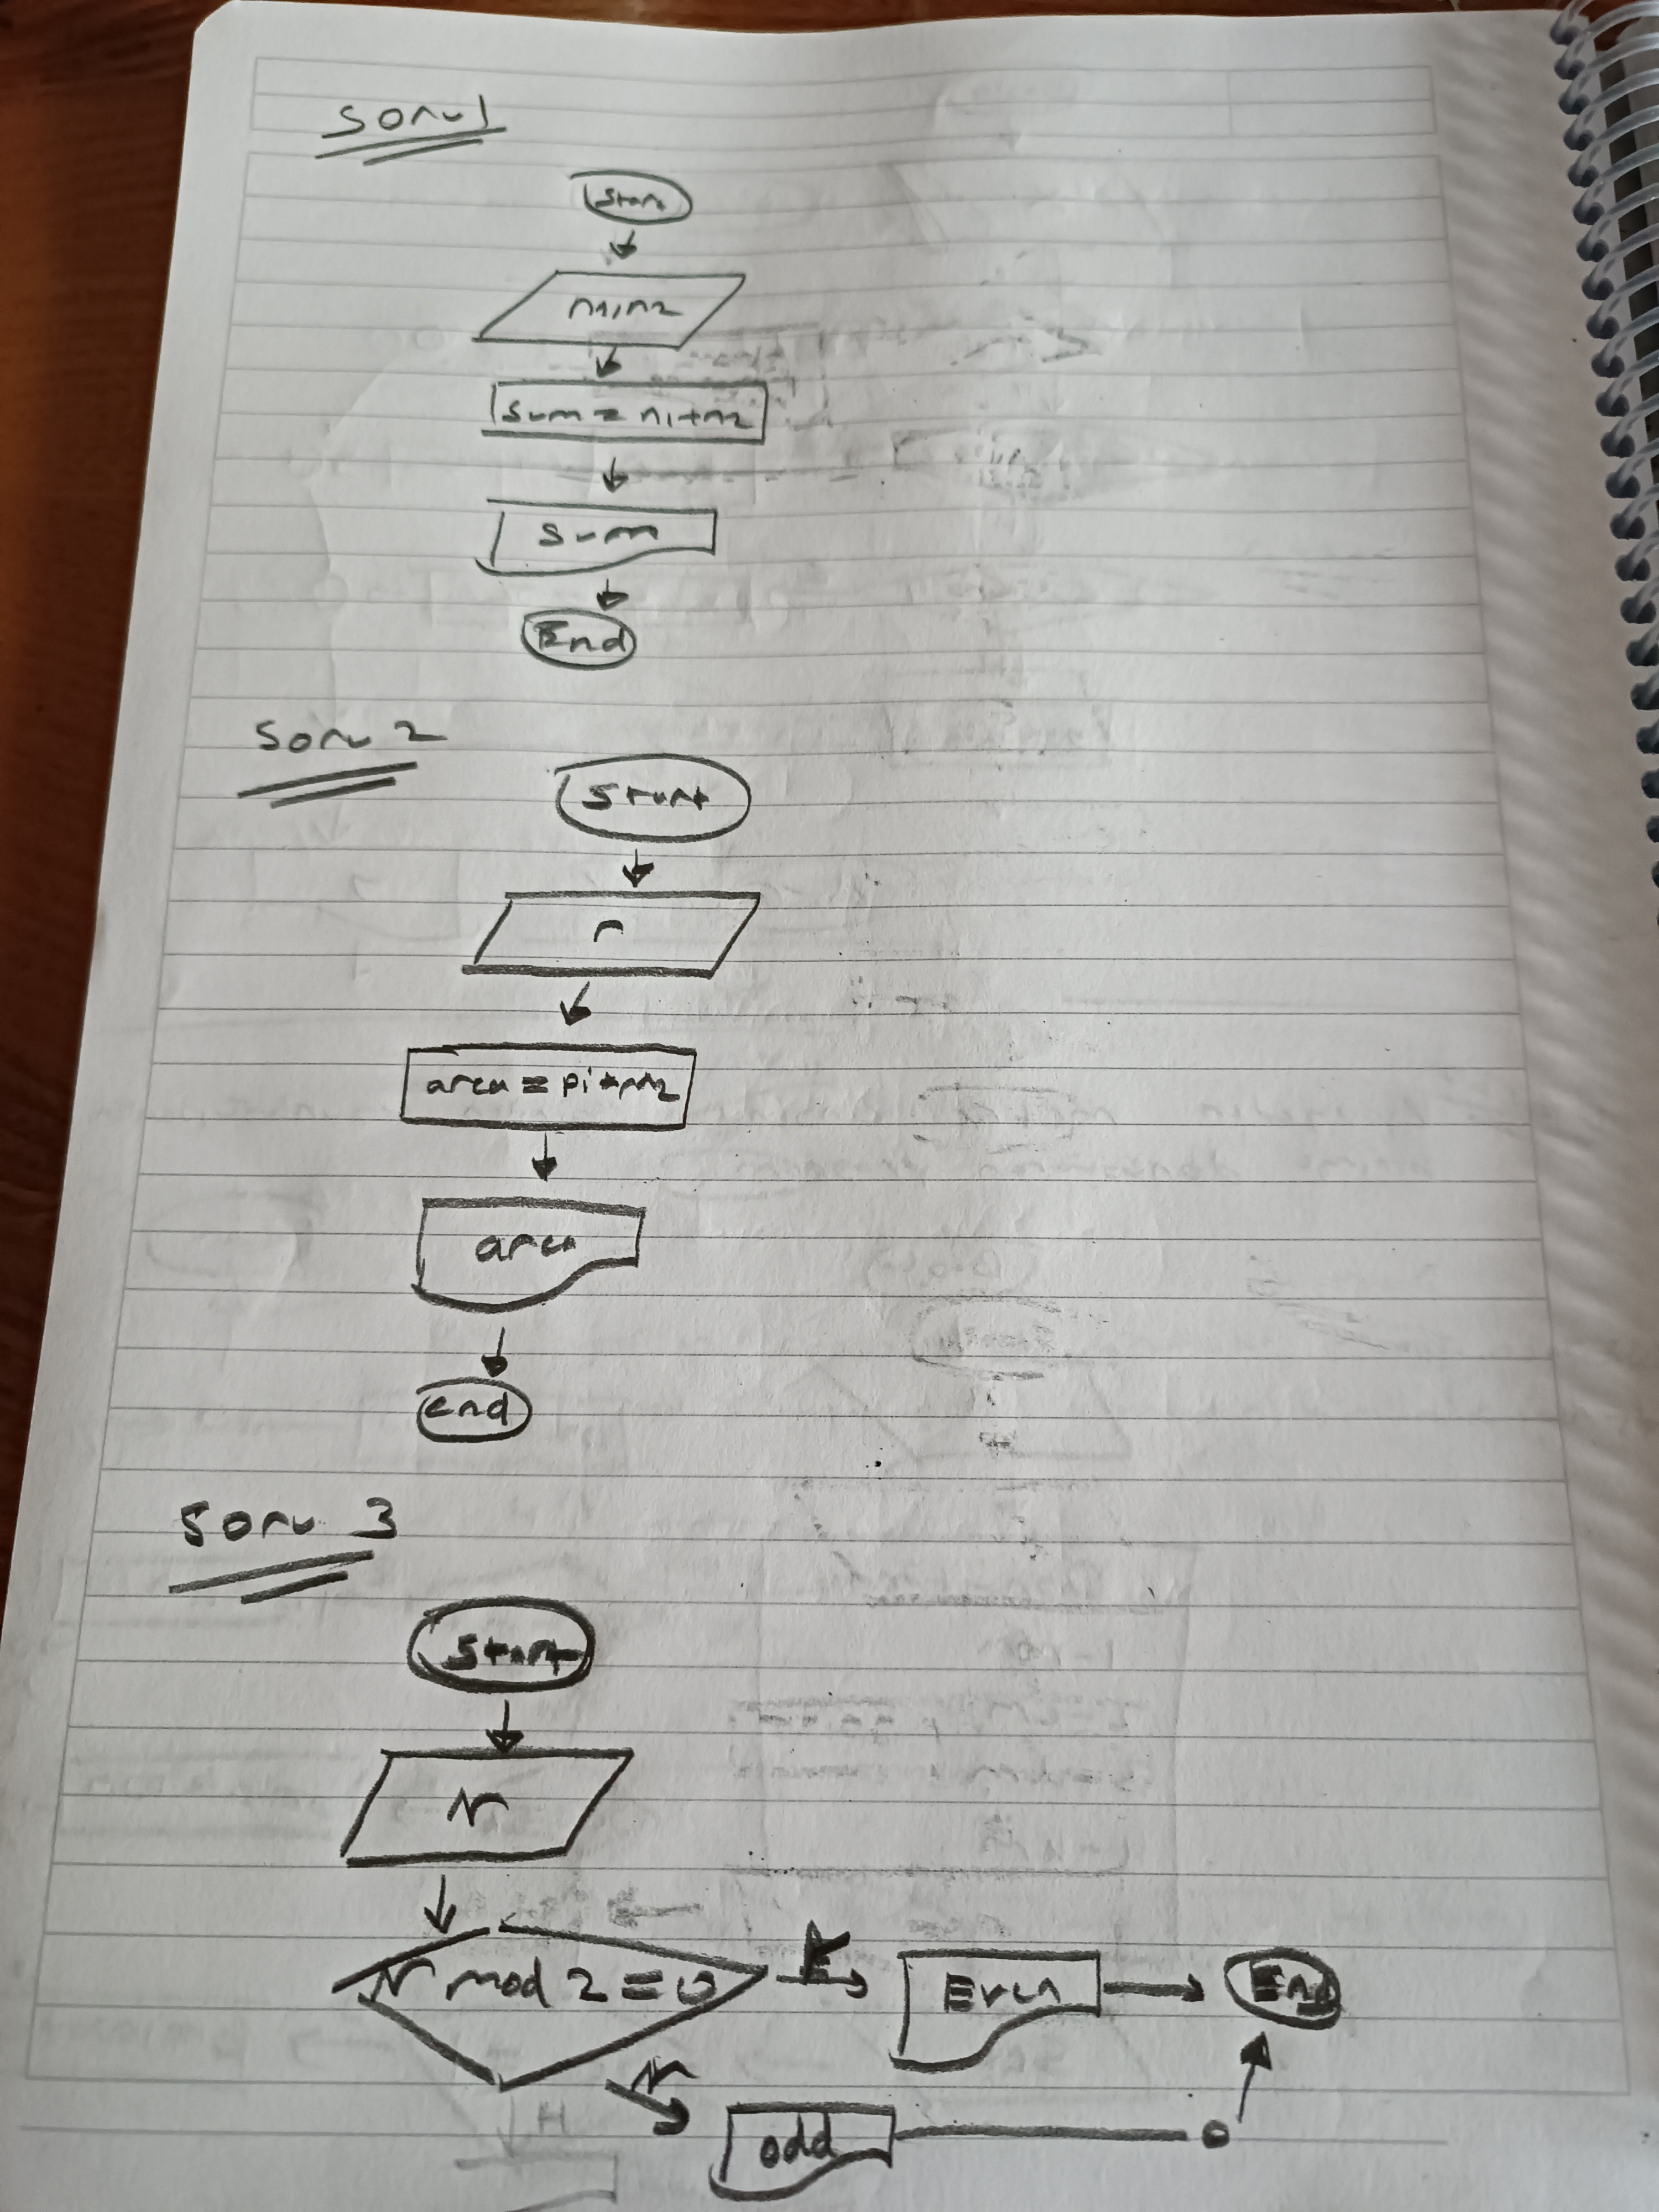 Soru 1
Start
n1, n2
Sum = n1+n2
Sum
End
Soru 2
Start
r
area = pi*r^2
area
end
Soru 3
Start
N
N mod 2 = 0
E
Even
End
N
odd